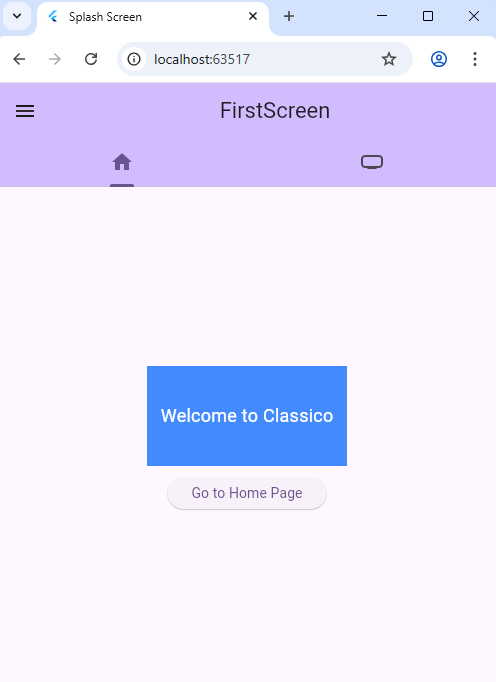 Splash Screen
localhost:63517
FirstScreen
Welcome to Classico
Go to Home Page